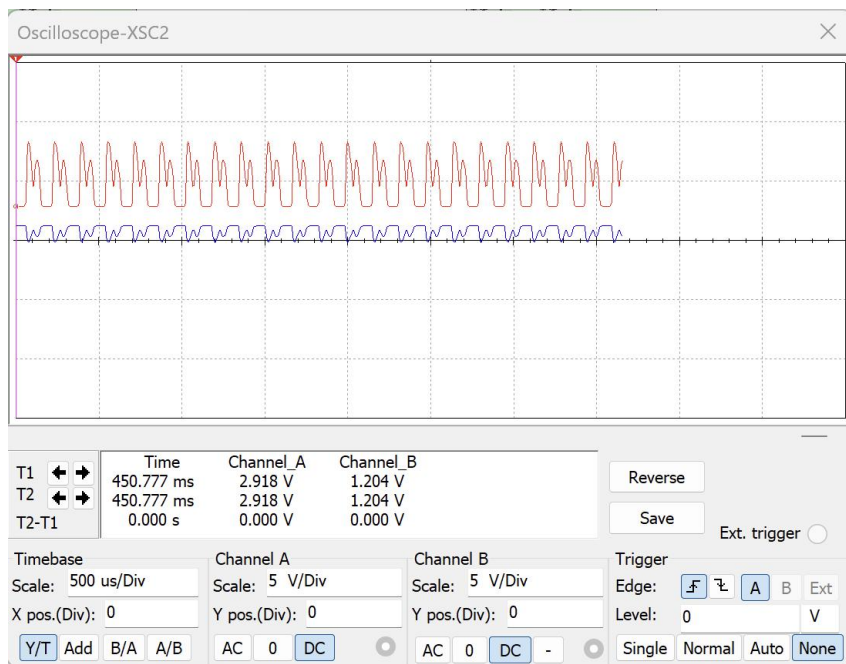 Oscilloscope-XSC2
Time Channel_A Channel_B
T1 450.777 ms 2.918 V 1.204 V
T2 450.777 ms 2.918 V 1.204 V
T2-T1 0.000 s 0.000 V 0.000 V
Reverse
Save
Ext. trigger
Timebase
Scale: 500 us/Div
X pos.(Div): 0
Y/T Add B/A A/B
Channel A
Scale: 5 V/Div
Y pos.(Div): 0
AC 0 DC
Channel B
Scale: 5 V/Div
Y pos.(Div): 0
AC 0 DC -
Trigger
Edge: A B Ext
Level: 0 V
Single Normal Auto None